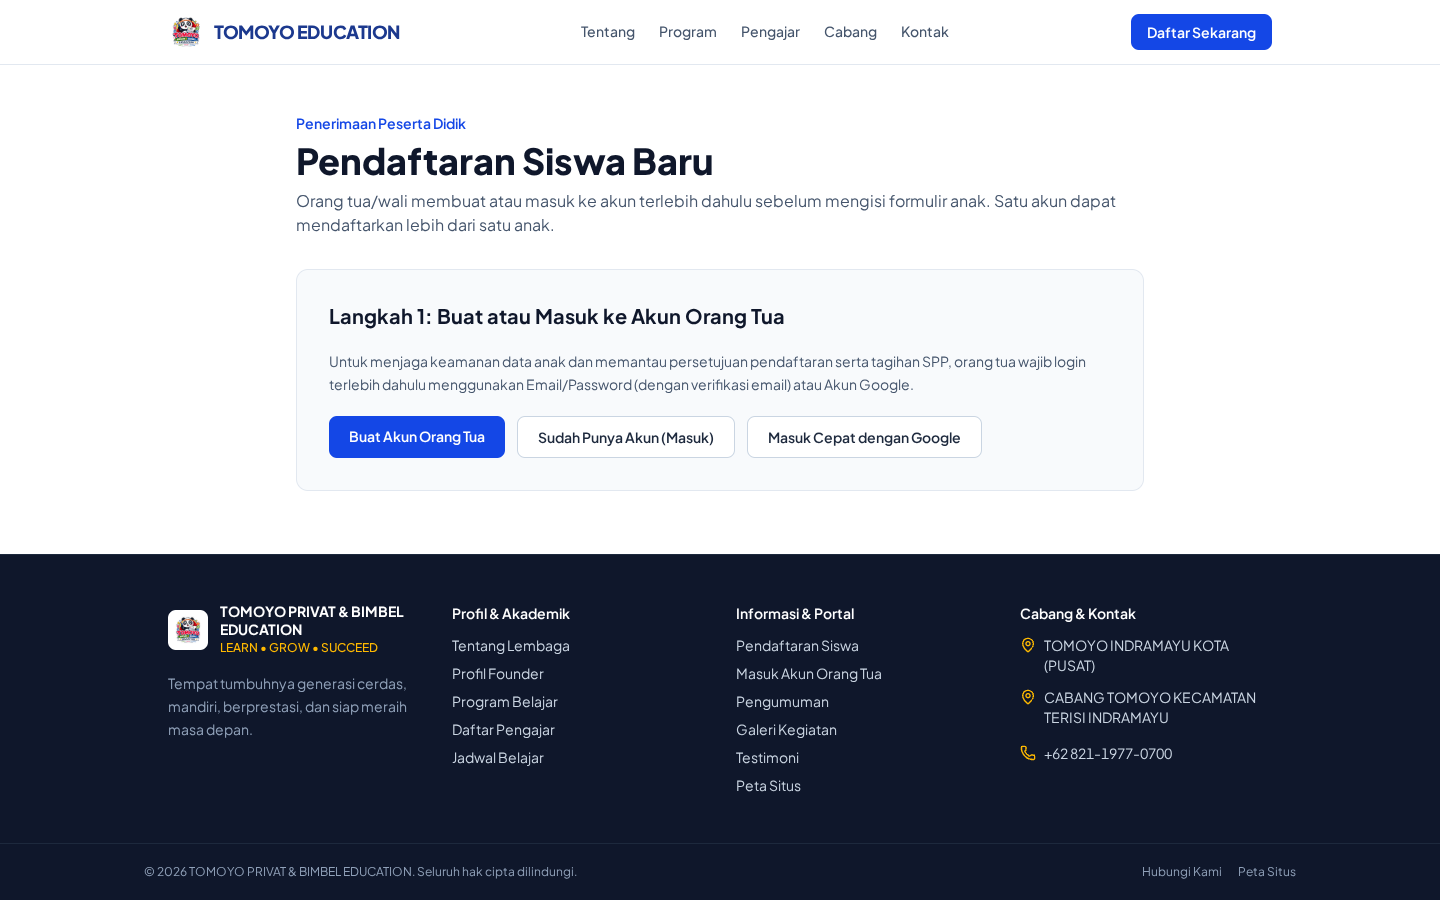 TOMOYO EDUCATION
Tentang
Program
Pengajar
Cabang
Kontak
Daftar Sekarang
Penerimaan Peserta Didik
Pendaftaran Siswa Baru
Orang tua/wali membuat atau masuk ke akun terlebih dahulu sebelum mengisi formulir anak. Satu akun dapat
mendaftarkan lebih dari satu anak.
Langkah 1: Buat atau Masuk ke Akun Orang Tua
Untuk menjaga keamanan data anak dan memantau persetujuan pendaftaran serta tagihan SPP, orang tua wajib login
terlebih dahulu menggunakan Email/Password (dengan verifikasi email) atau Akun Google.
Buat Akun Orang Tua
Sudah Punya Akun (Masuk)
Masuk Cepat dengan Google
TOMOYO PRIVAT & BIMBEL
EDUCATION
LEARN • GROW • SUCCEED
Tempat tumbuhnya generasi cerdas,
mandiri, berprestasi, dan siap meraih
masa depan.
Profil & Akademik
Tentang Lembaga
Profil Founder
Program Belajar
Daftar Pengajar
Jadwal Belajar
Informasi & Portal
Pendaftaran Siswa
Masuk Akun Orang Tua
Pengumuman
Galeri Kegiatan
Testimoni
Peta Situs
Cabang & Kontak
TOMOYO INDRAMAYU KOTA
(PUSAT)
CABANG TOMOYO KECAMATAN
TERISI INDRAMAYU
+62 821-1977-0700
© 2026 TOMOYO PRIVAT & BIMBEL EDUCATION. Seluruh hak cipta dilindungi.
Hubungi Kami
Peta Situs